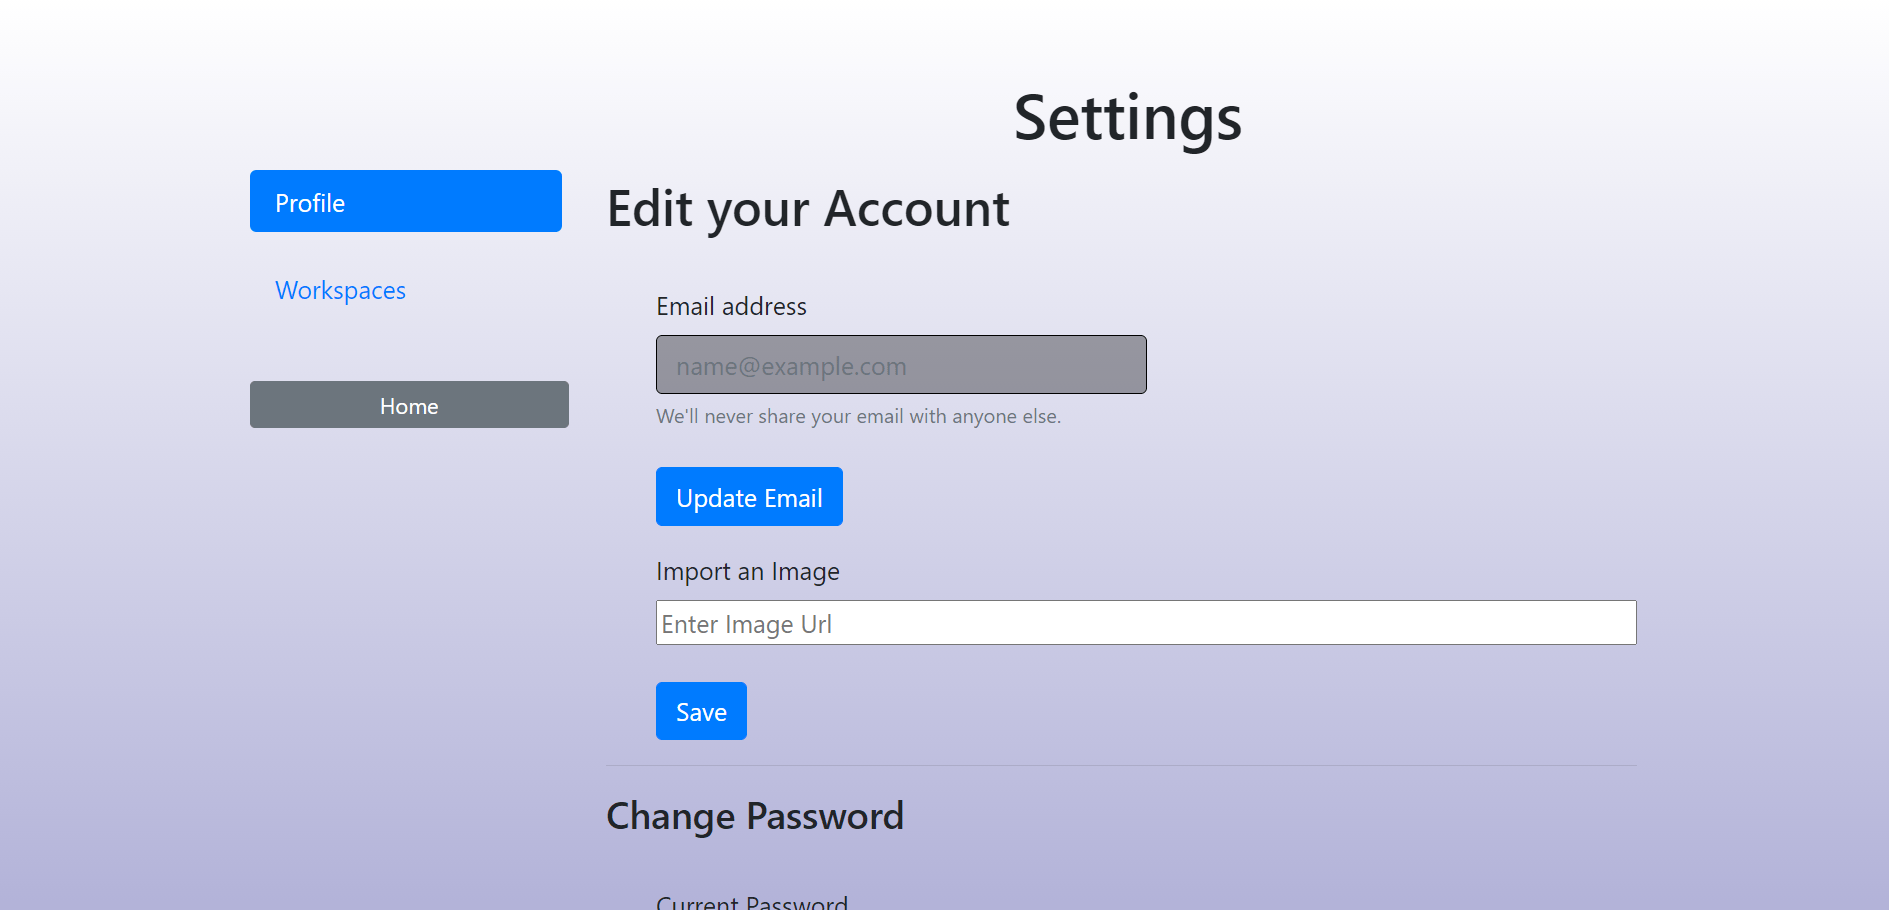 Settings
Profile
Workspaces
Home
Edit your Account
Email address
name@example.com
We'll never share your email with anyone else.
Update Email
Import an Image
Enter Image Url
Save
Change Password
Current Password